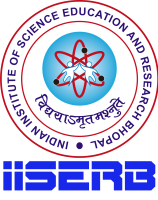 INDIAN INSTITUTE OF SCIENCE EDUCATION AND RESEARCH BHOPAL
विद्ययाऽमृतमश्नुते
IISERB